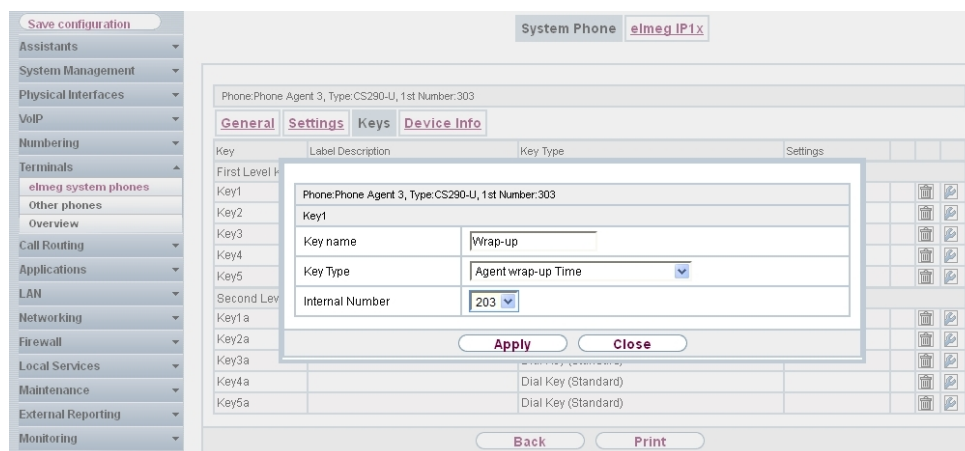 Save configuration
System Phone elmeg IP1x
Assistants
System Management
Physical Interfaces
VoIP
Numbering
Terminals
elmeg system phones
Other phones
Overview
Call Routing
Applications
LAN
Networking
Firewall
Local Services
Maintenance
External Reporting
Monitoring
Phone:Phone Agent 3, Type:CS290-U, 1st Number:303
General Settings Keys Device Info
Key Label Description Key Type Settings
First Level
Key1
Key2
Key3
Key4
Key5
Second Lev
Key1a
Key2a
Key3a
Key4a Dial Key (Standard)
Key5a Dial Key (Standard)
Phone:Phone Agent 3, Type:CS290-U, 1st Number:303
Key1
Key name Wrap-up
Key Type Agent wrap-up Time
Internal Number 203
Apply Close
Back Print